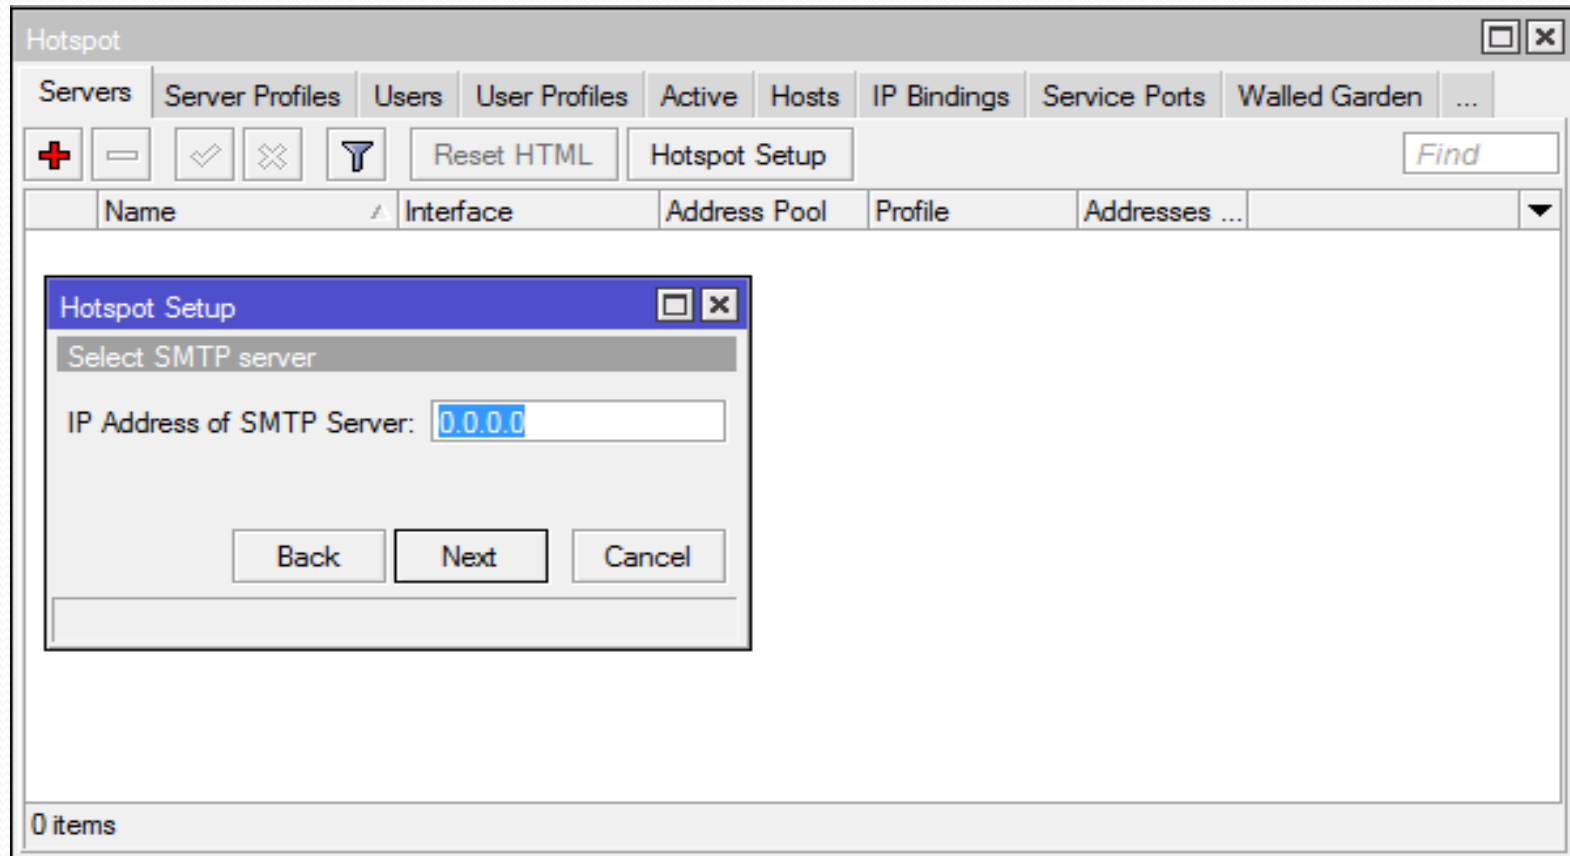 Hotspot
Servers Server Profiles Users User Profiles Active Hosts IP Bindings Service Ports Walled Garden ...
Reset HTML Hotspot Setup Find
Name Interface Address Pool Profile Addresses ...
Hotspot Setup
Select SMTP server
IP Address of SMTP Server: 0.0.0.0
Back Next Cancel
0 items